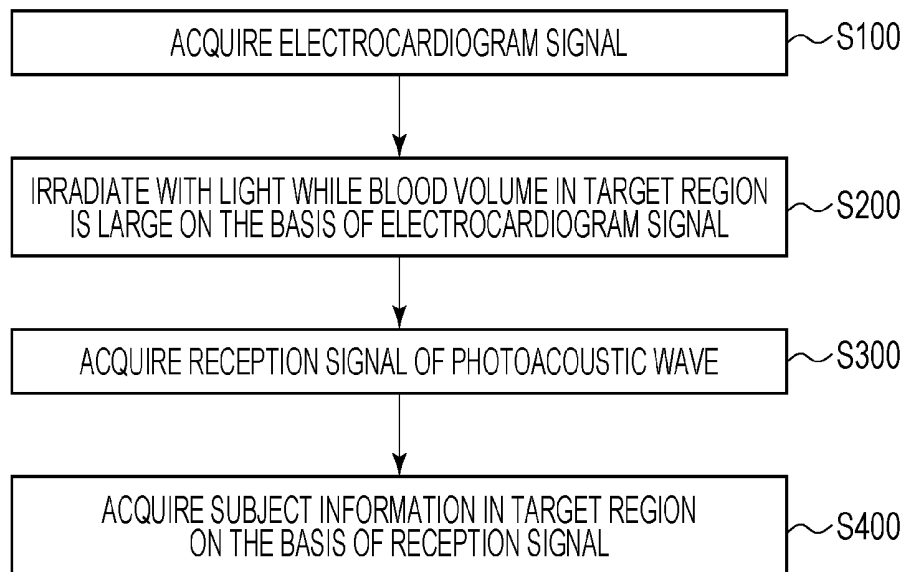 ACQUIRE ELECTROCARDIOGRAM SIGNAL
S100
IRRADIATE WITH LIGHT WHILE BLOOD VOLUME IN TARGET REGION
IS LARGE ON THE BASIS OF ELECTROCARDIOGRAM SIGNAL
S200
ACQUIRE RECEPTION SIGNAL OF PHOTOACOUSTIC WAVE
S300
ACQUIRE SUBJECT INFORMATION IN TARGET REGION
ON THE BASIS OF RECEPTION SIGNAL
S400